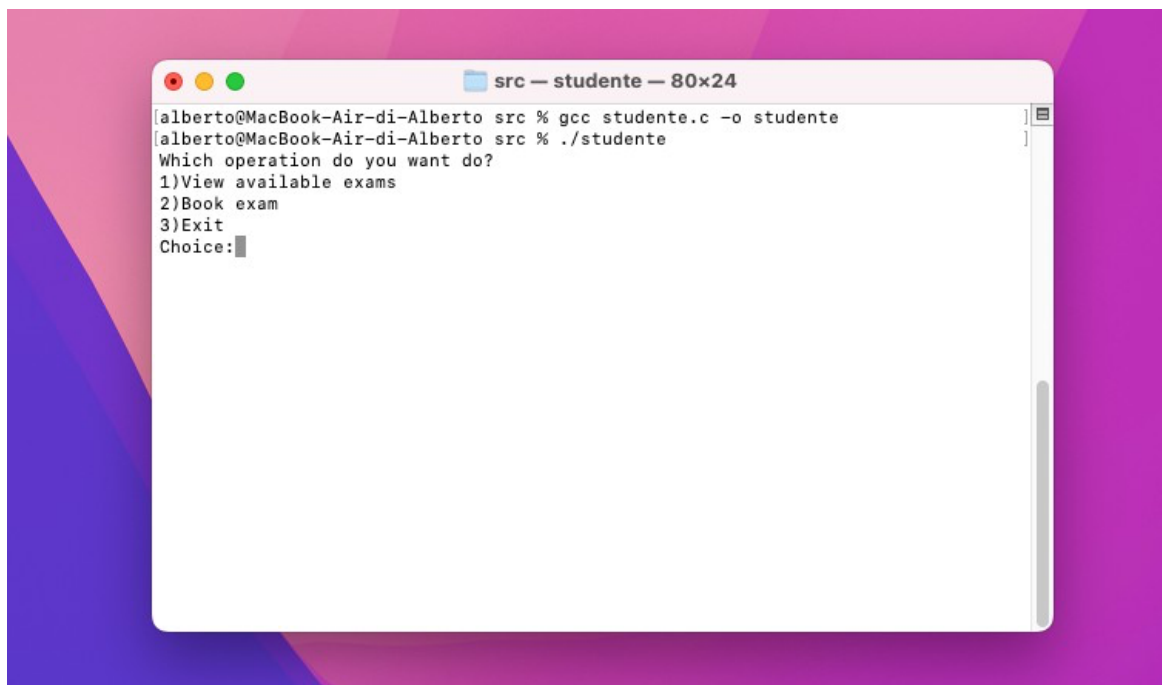 src — studente — 80×24
[alberto@MacBook-Air-di-Alberto src % gcc studente.c -o studente ]
[alberto@MacBook-Air-di-Alberto src % ./studente ]
Which operation do you want do?
1)View available exams
2)Book exam
3)Exit
Choice: